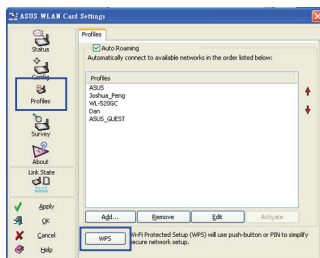 ASUS WLAN Card Settings
Status
Config
Profiles
Survey
About
Link State
Apply
OK
Cancel
Help
Profiles
Auto Roaming
Automatically connect to available networks in the order listed below:
Profiles
ASUS
Joshua_Peng
WL-520GC
Dan
ASUS_GUEST
Add...
Remove
Edit
Activate
WPS
Wi-Fi Protected Setup (WPS) will use push-button or PIN to simplify
secure network setup.